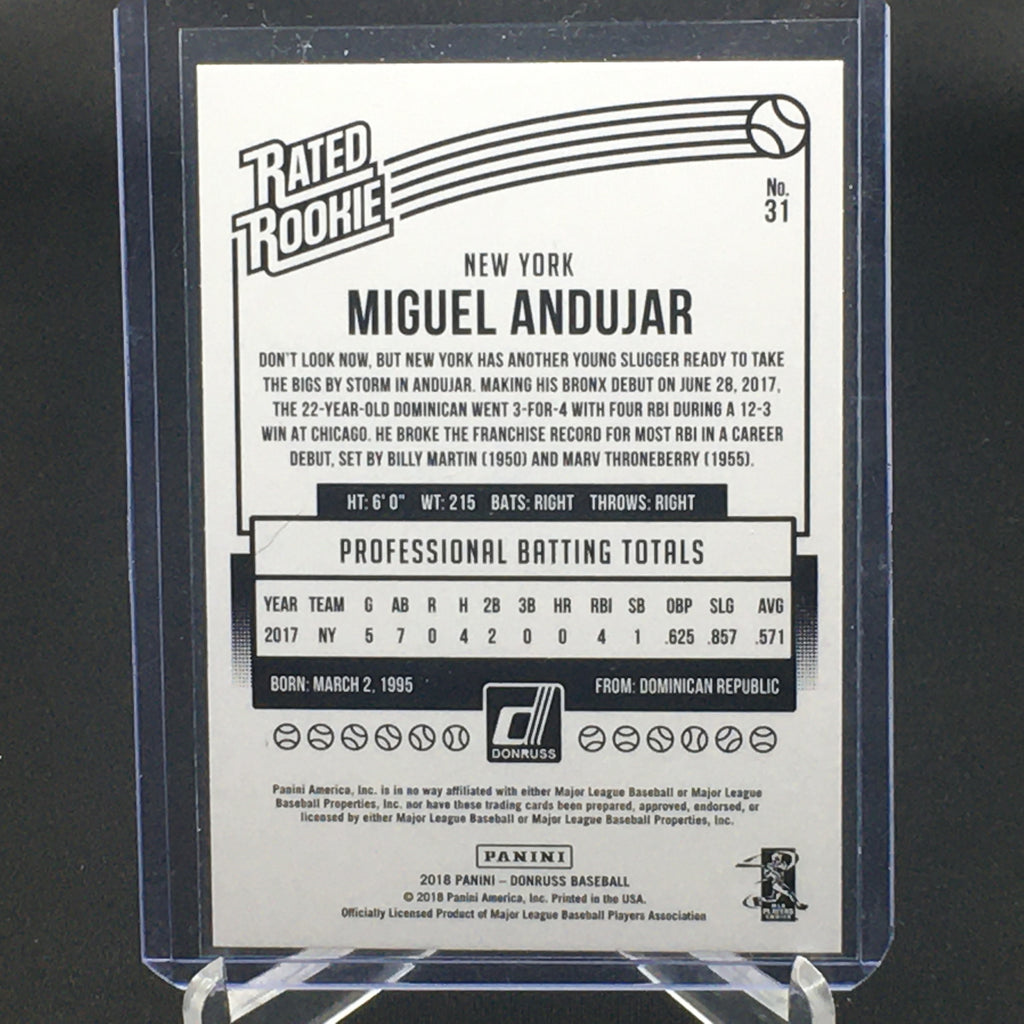 RATED
ROOKIE
No.
31
NEW YORK
MIGUEL ANDUJAR
DON'T LOOK NOW, BUT NEW YORK HAS ANOTHER YOUNG SLUGGER READY TO TAKE
THE BIGS BY STORM IN ANDUJAR. MAKING HIS BRONX DEBUT ON JUNE 28, 2017,
THE 22-YEAR-OLD DOMINICAN WENT 3-FOR-4 WITH FOUR RBI DURING A 12-3
WIN AT CHICAGO. HE BROKE THE FRANCHISE RECORD FOR MOST RBI IN A CAREER
DEBUT, SET BY BILLY MARTIN (1950) AND MARV THRONEBERRY (1955).
HT: 6' 0" WT: 215 BATS: RIGHT THROWS: RIGHT
PROFESSIONAL BATTING TOTALS
YEAR TEAM G AB R H 2B 3B HR RBI SB OBP SLG AVG
2017 NY 5 7 0 4 2 0 0 4 1 .625 .857 .571
BORN: MARCH 2, 1995 FROM: DOMINICAN REPUBLIC
DONRUSS
Panini America, Inc. is in no way affiliated with either Major League Baseball or Major League
Baseball Properties, Inc. nor have these trading cards been prepared, approved, endorsed, or
licensed by either Major League Baseball or Major League Baseball Properties, Inc.
PANINI
2018 PANINI – DONRUSS BASEBALL
© 2018 Panini America, Inc. Printed in the USA.
Officially Licensed Product of Major League Baseball Players Association
MLB
PLAYERS
CHOICE